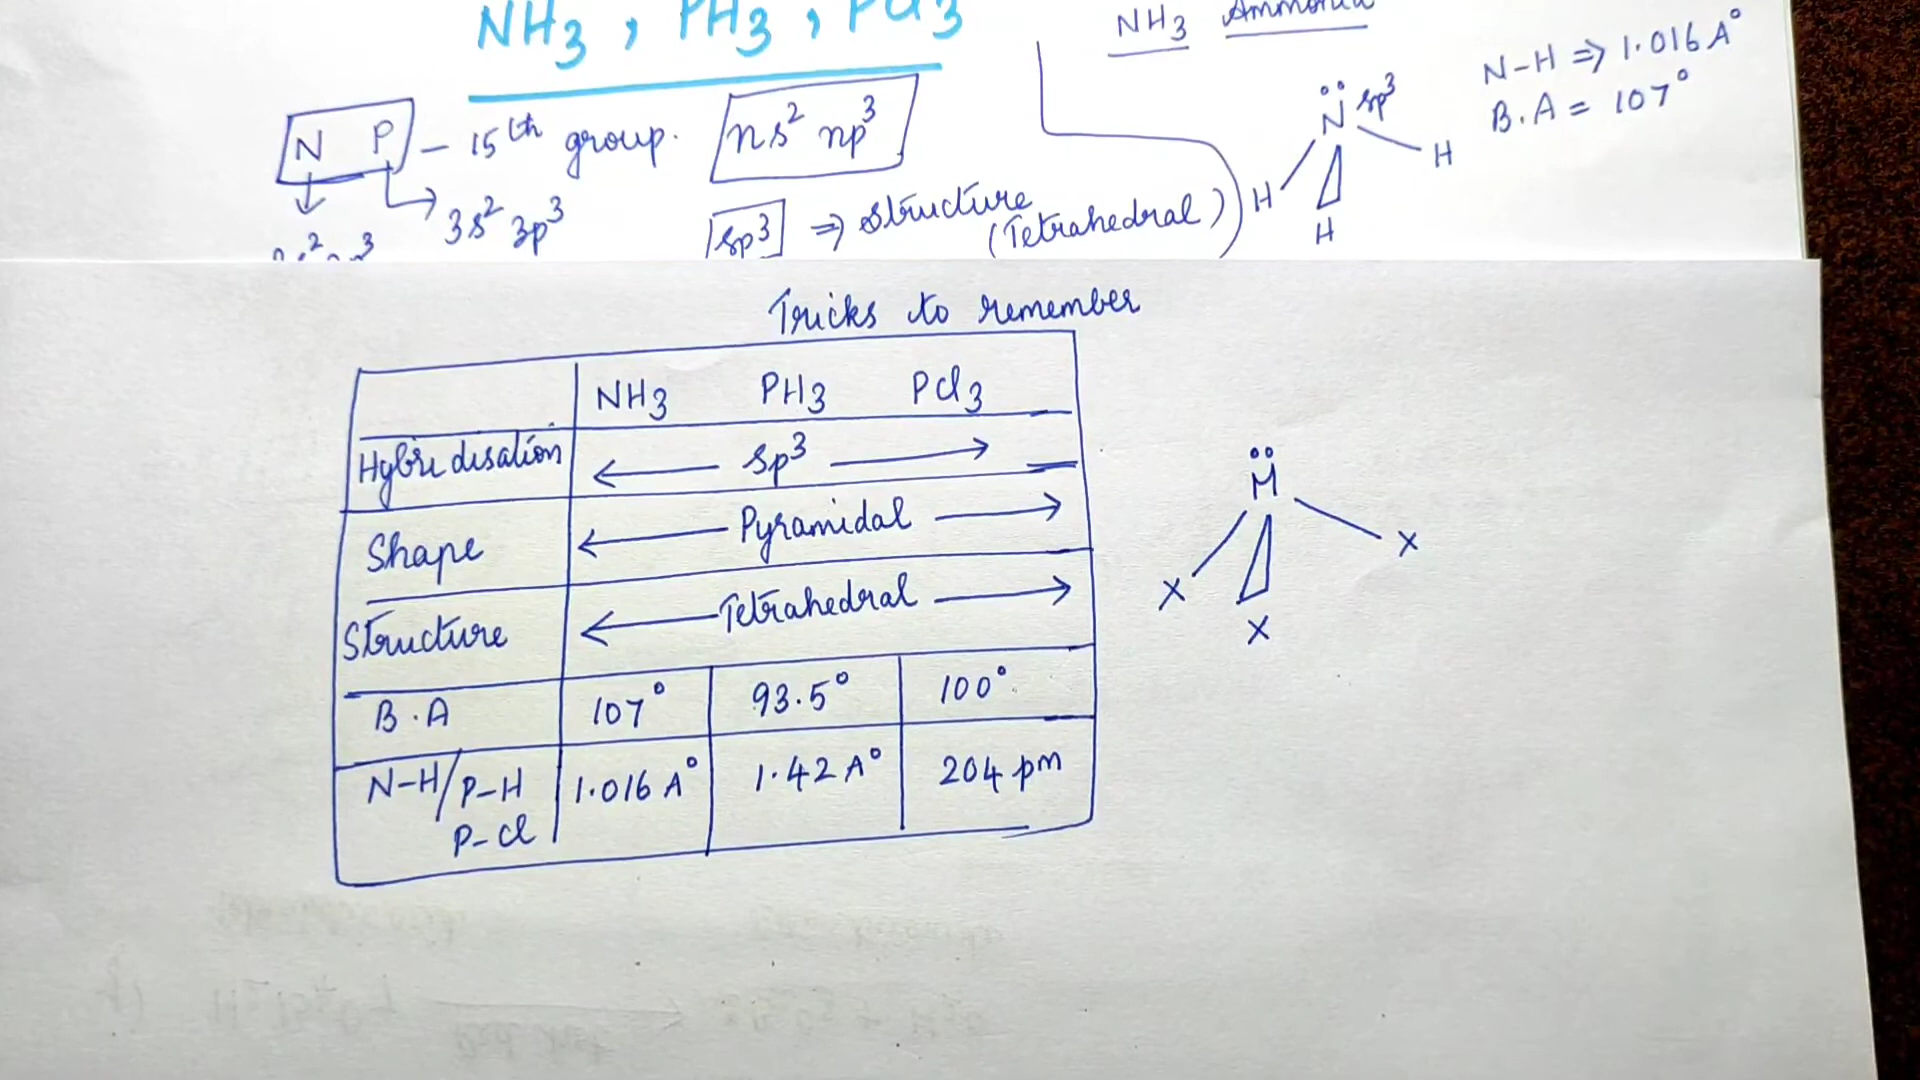 NH3, PH3, PCl3
N P - 15th group. ns² np³
3s² 3p³
sp³ ⇒ Structure
(Tetrahedral)
NH3 Ammonia
N sp³
H H
H
N-H ⇒ 1.016 A°
B.A = 107°
Tricks to remember
NH3 PH3 PCl3
Hybridisation sp³
Shape Pyramidal
Structure Tetrahedral
B.A 107° 93.5° 100°
N-H/P-H 1.016 A° 1.42 A° 204 pm
P-Cl
M
X X
X